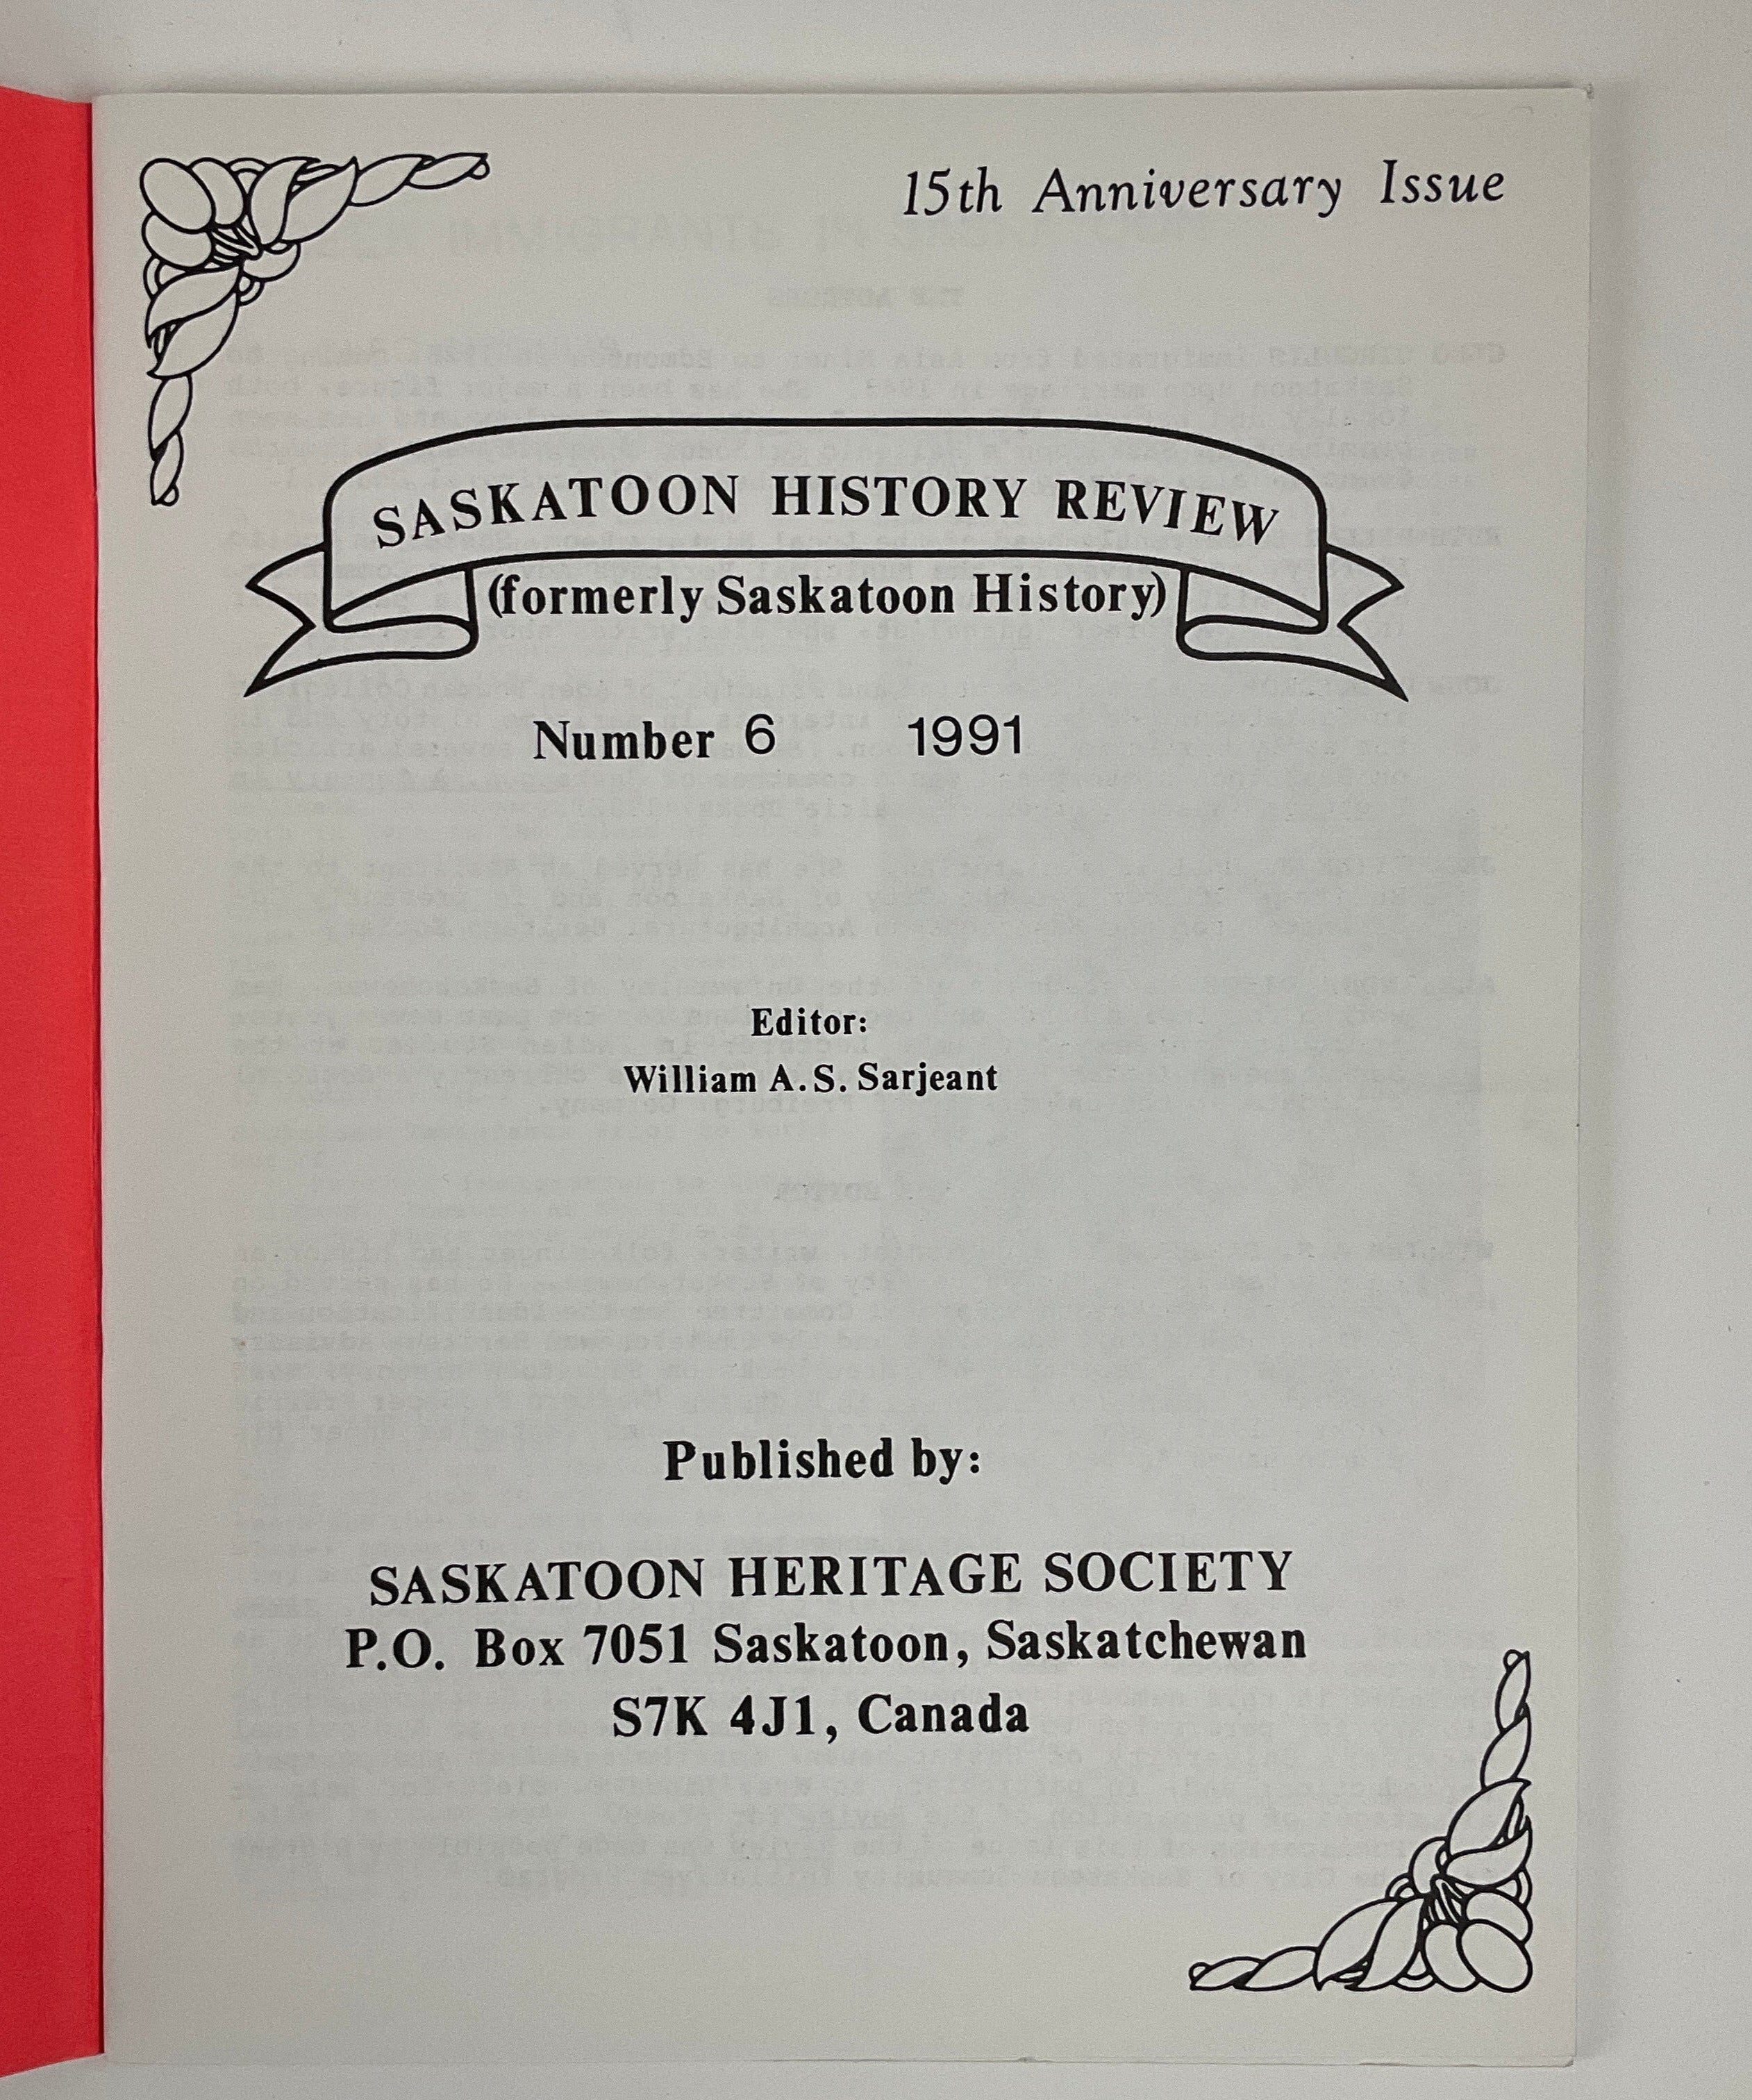 15th Anniversary Issue
SASKATOON HISTORY REVIEW
(formerly Saskatoon History)
Number 6 1991
Editor:
William A.S. Sarjeant
Published by:
SASKATOON HERITAGE SOCIETY
P.O. Box 7051 Saskatoon, Saskatchewan
S7K 4J1, Canada